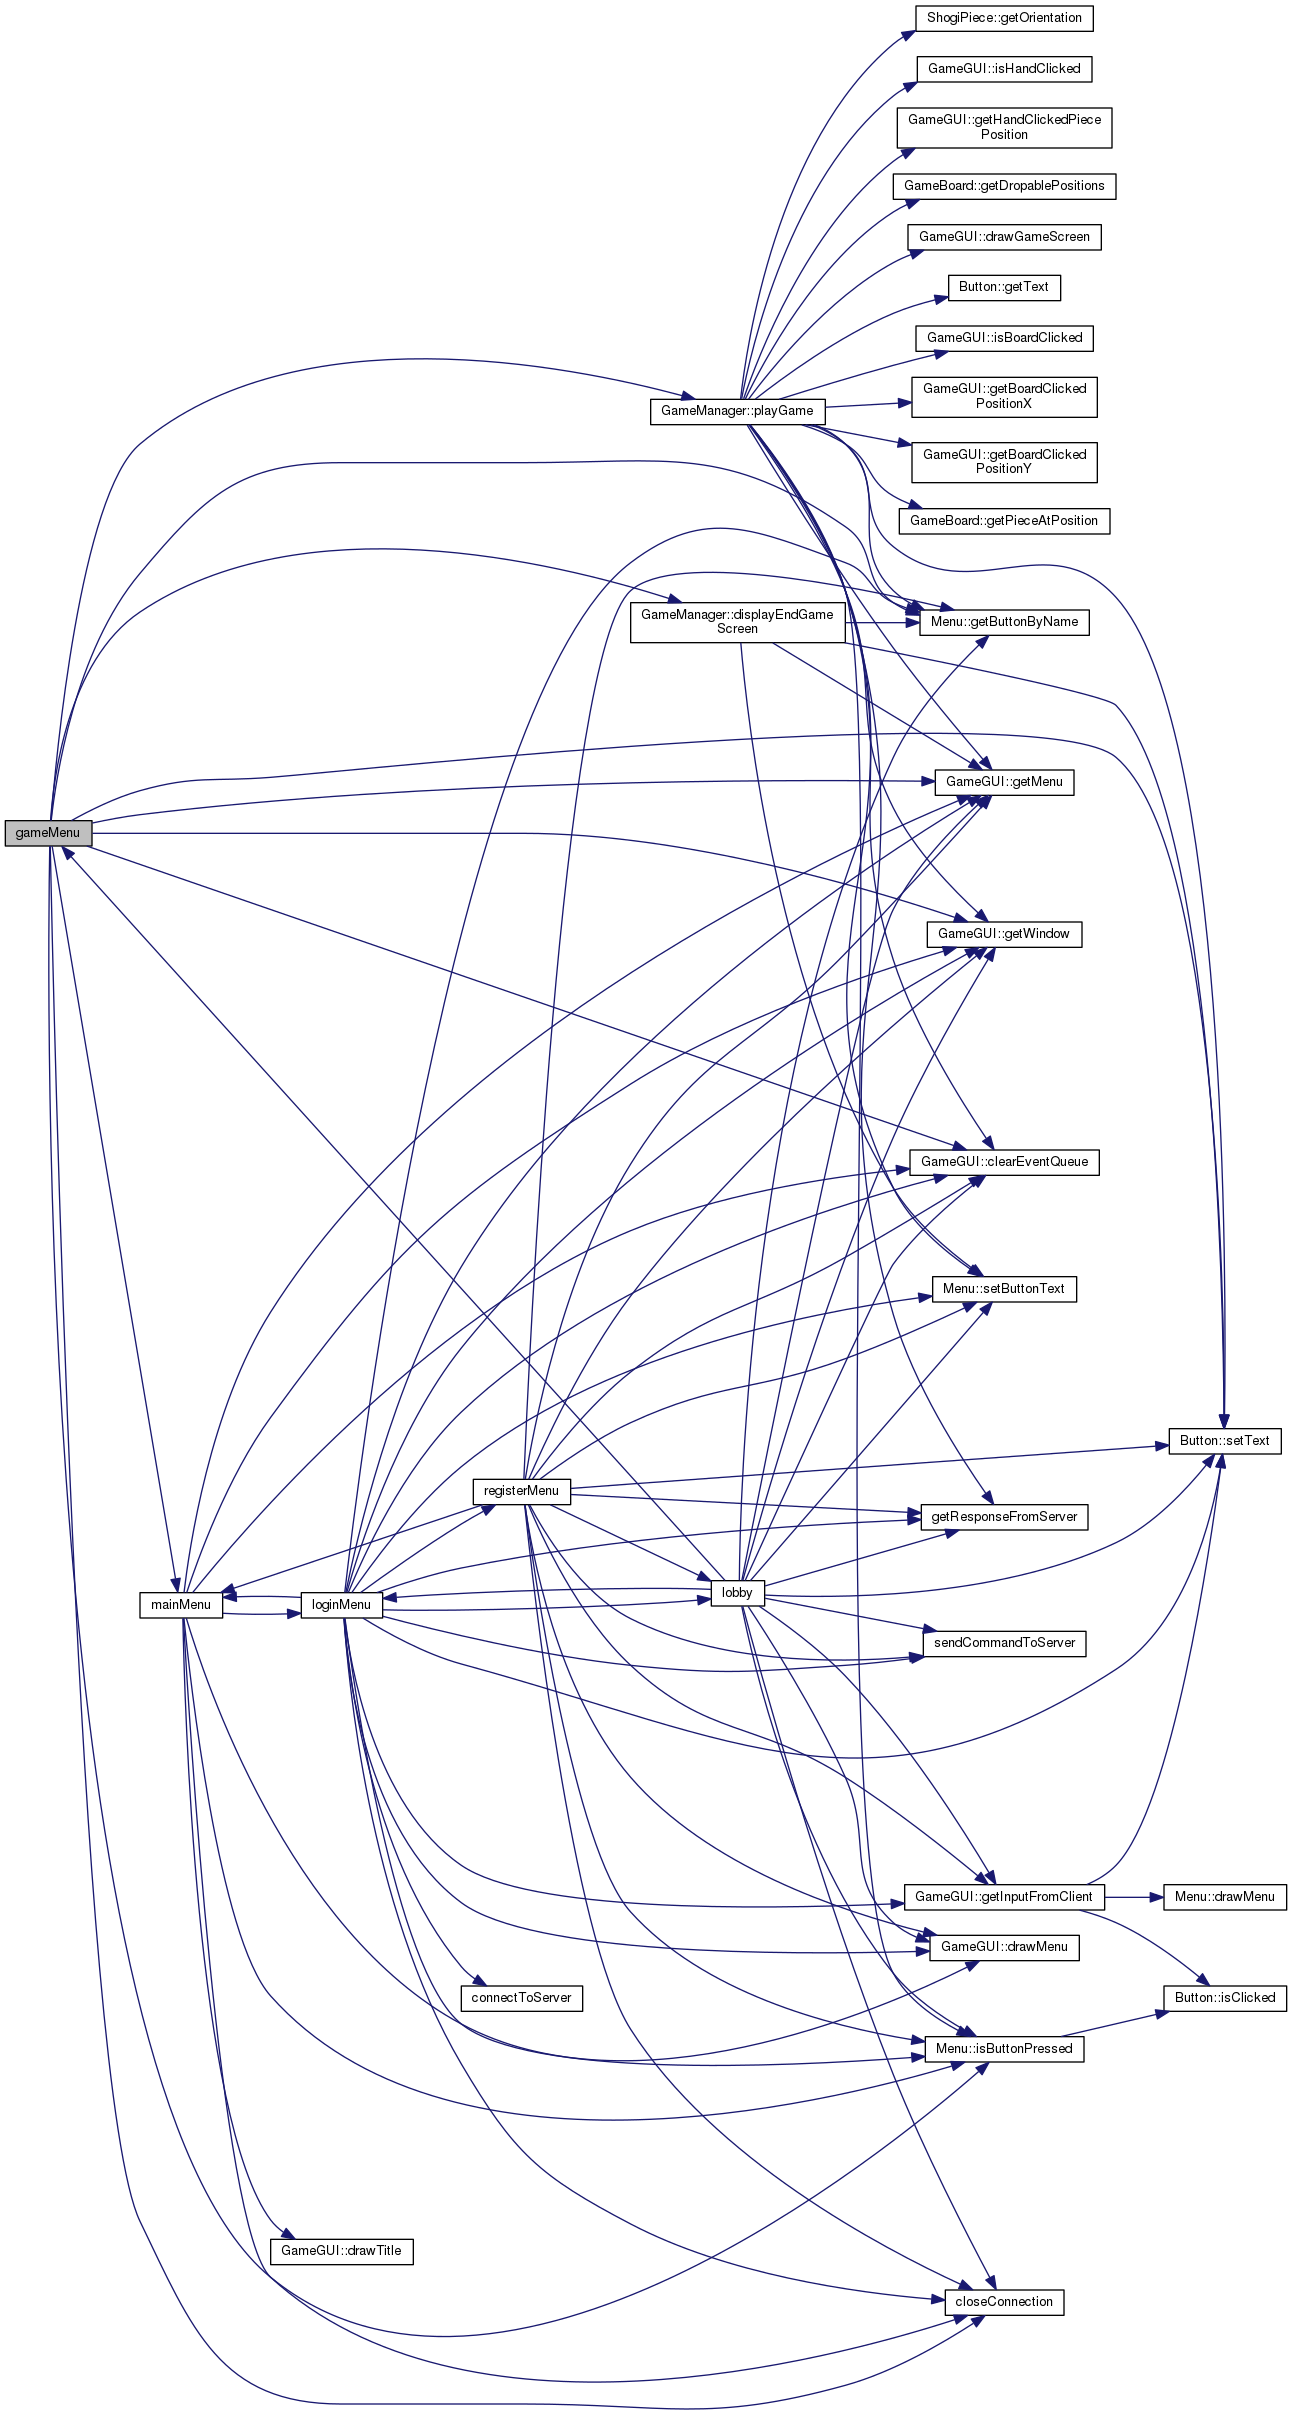 ShogiPiece::getOrientation
GameGUI::isHandClicked
GameGUI::getHandClickedPiece
Position
GameBoard::getDropablePositions
GameGUI::drawGameScreen
Button::getText
GameGUI::isBoardClicked
GameGUI::getBoardClicked
PositionX
GameManager::playGame
GameGUI::getBoardClicked
PositionY
GameBoard::getPieceAtPosition
GameManager::displayEndGame
Screen
Menu::getButtonByName
GameGUI::getMenu
gameMenu
GameGUI::getWindow
GameGUI::clearEventQueue
Menu::setButtonText
Button::setText
registerMenu
getResponseFromServer
lobby
mainMenu
loginMenu
sendCommandToServer
GameGUI::getInputFromClient
Menu::drawMenu
GameGUI::drawMenu
connectToServer
Button::isClicked
Menu::isButtonPressed
GameGUI::drawTitle
closeConnection